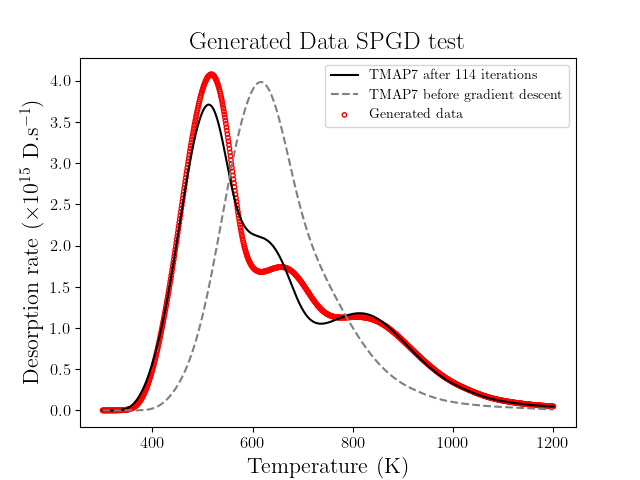 Generated Data SPGD test
TMAP7 after 114 iterations
TMAP7 before gradient descent
Generated data
Desorption rate (×10¹⁵ D.s⁻¹)
4.0
3.5
3.0
2.5
2.0
1.5
1.0
0.5
0.0
400 600 800 1000 1200
Temperature (K)